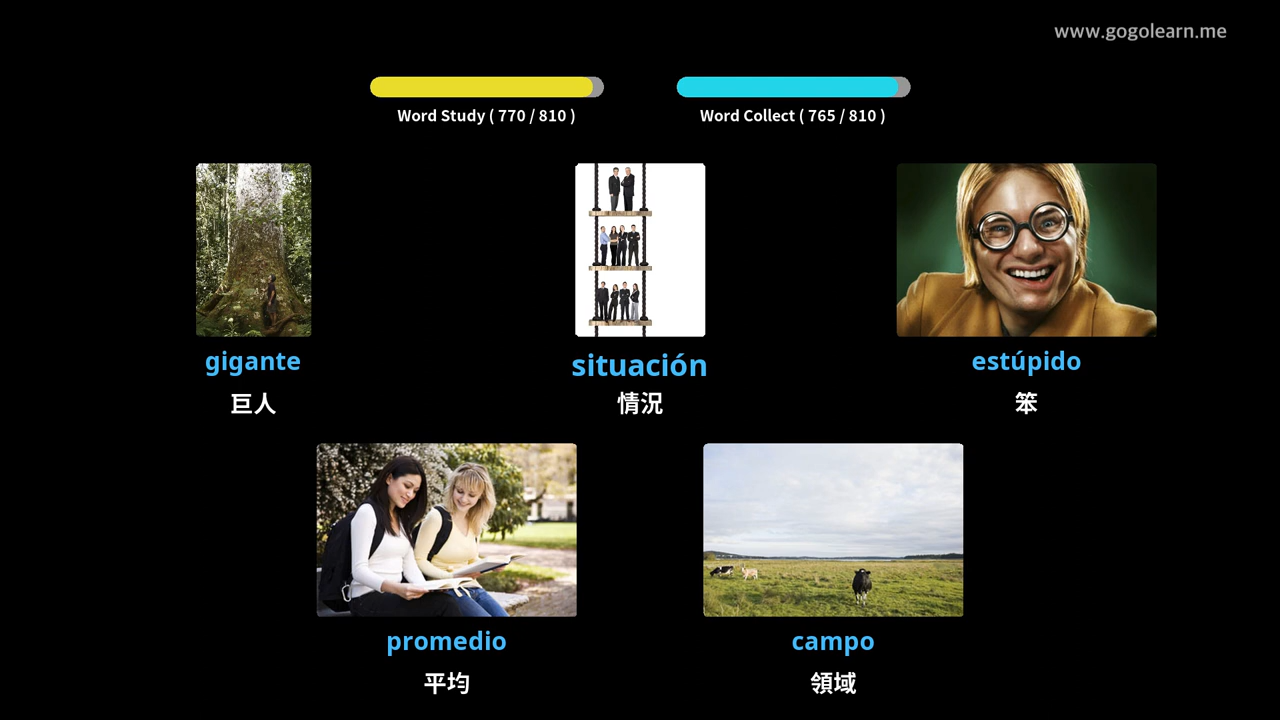 www.gogolearn.me
Word Study ( 770 / 810 )
Word Collect ( 765 / 810 )
gigante
巨人
situación
情況
estúpido
笨
promedio
平均
campo
領域